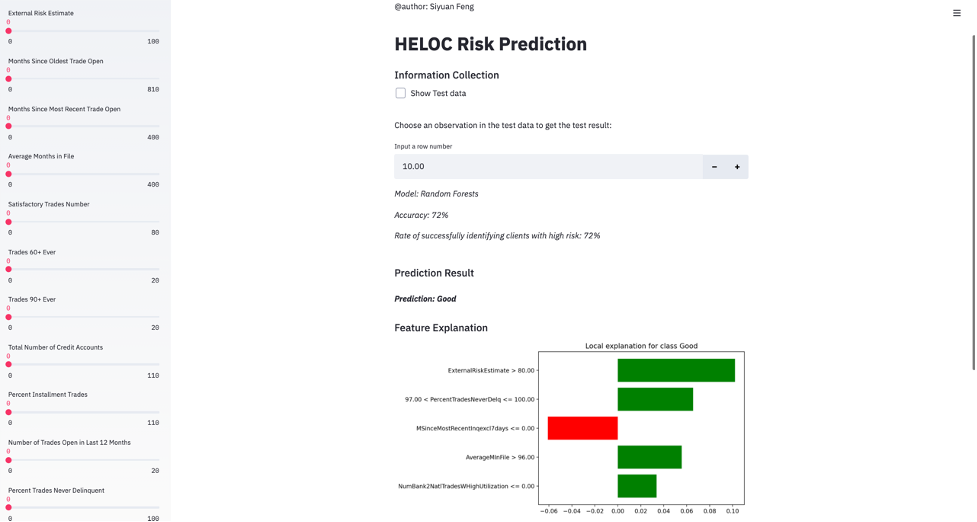 External Risk Estimate
0
0 100
Months Since Oldest Trade Open
0
0 810
Months Since Most Recent Trade Open
0
0 400
Average Months in File
0
0 400
Satisfactory Trades Number
0
0 80
Trades 60+ Ever
0
0 20
Trades 90+ Ever
0
0 20
Total Number of Credit Accounts
0
0 110
Percent Installment Trades
0
0 110
Number of Trades Open in Last 12 Months
0
0 20
Percent Trades Never Delinquent
0
0 100
@author: Siyuan Feng
HELOC Risk Prediction
Information Collection
Show Test data
Choose an observation in the test data to get the test result:
Input a row number
10.00 − +
Model: Random Forests
Accuracy: 72%
Rate of successfully identifying clients with high risk: 72%
Prediction Result
Prediction: Good
Feature Explanation
Local explanation for class Good
ExternalRiskEstimate > 80.00
97.00 < PercentTradesNeverDelq <= 100.00
MSinceMostRecentInqexcl7days <= 0.00
AverageMInFile > 96.00
NumBank2NatlTradesWHighUtilization <= 0.00
−0.06 −0.04 −0.02 0.00 0.02 0.04 0.06 0.08 0.10